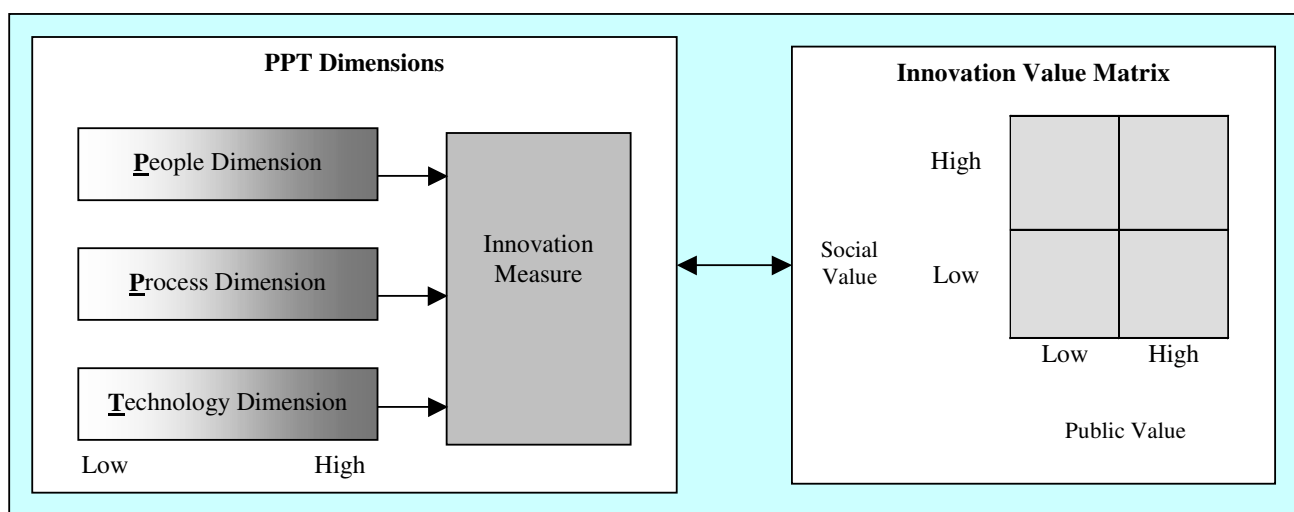 PPT Dimensions
People Dimension
Process Dimension
Technology Dimension
Low
High
Innovation
Measure
Innovation Value Matrix
High
Social
Value
Low
Low
High
Public Value